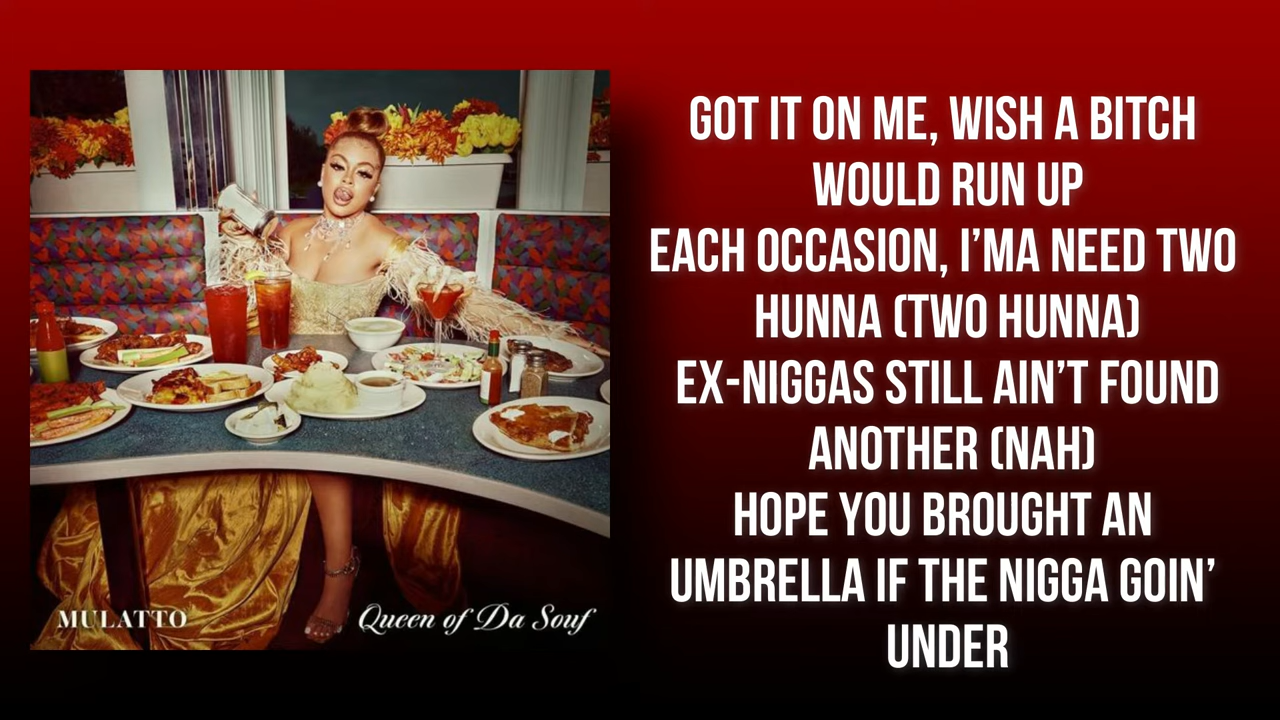 GOT IT ON ME, WISH A BITCH
WOULD RUN UP
EACH OCCASION, I’MA NEED TWO
HUNNA (TWO HUNNA)
EX-NIGGAS STILL AIN’T FOUND
ANOTHER (NAH)
HOPE YOU BROUGHT AN
UMBRELLA IF THE NIGGA GOIN’
UNDER
MULATTO
Queen of Da Souf